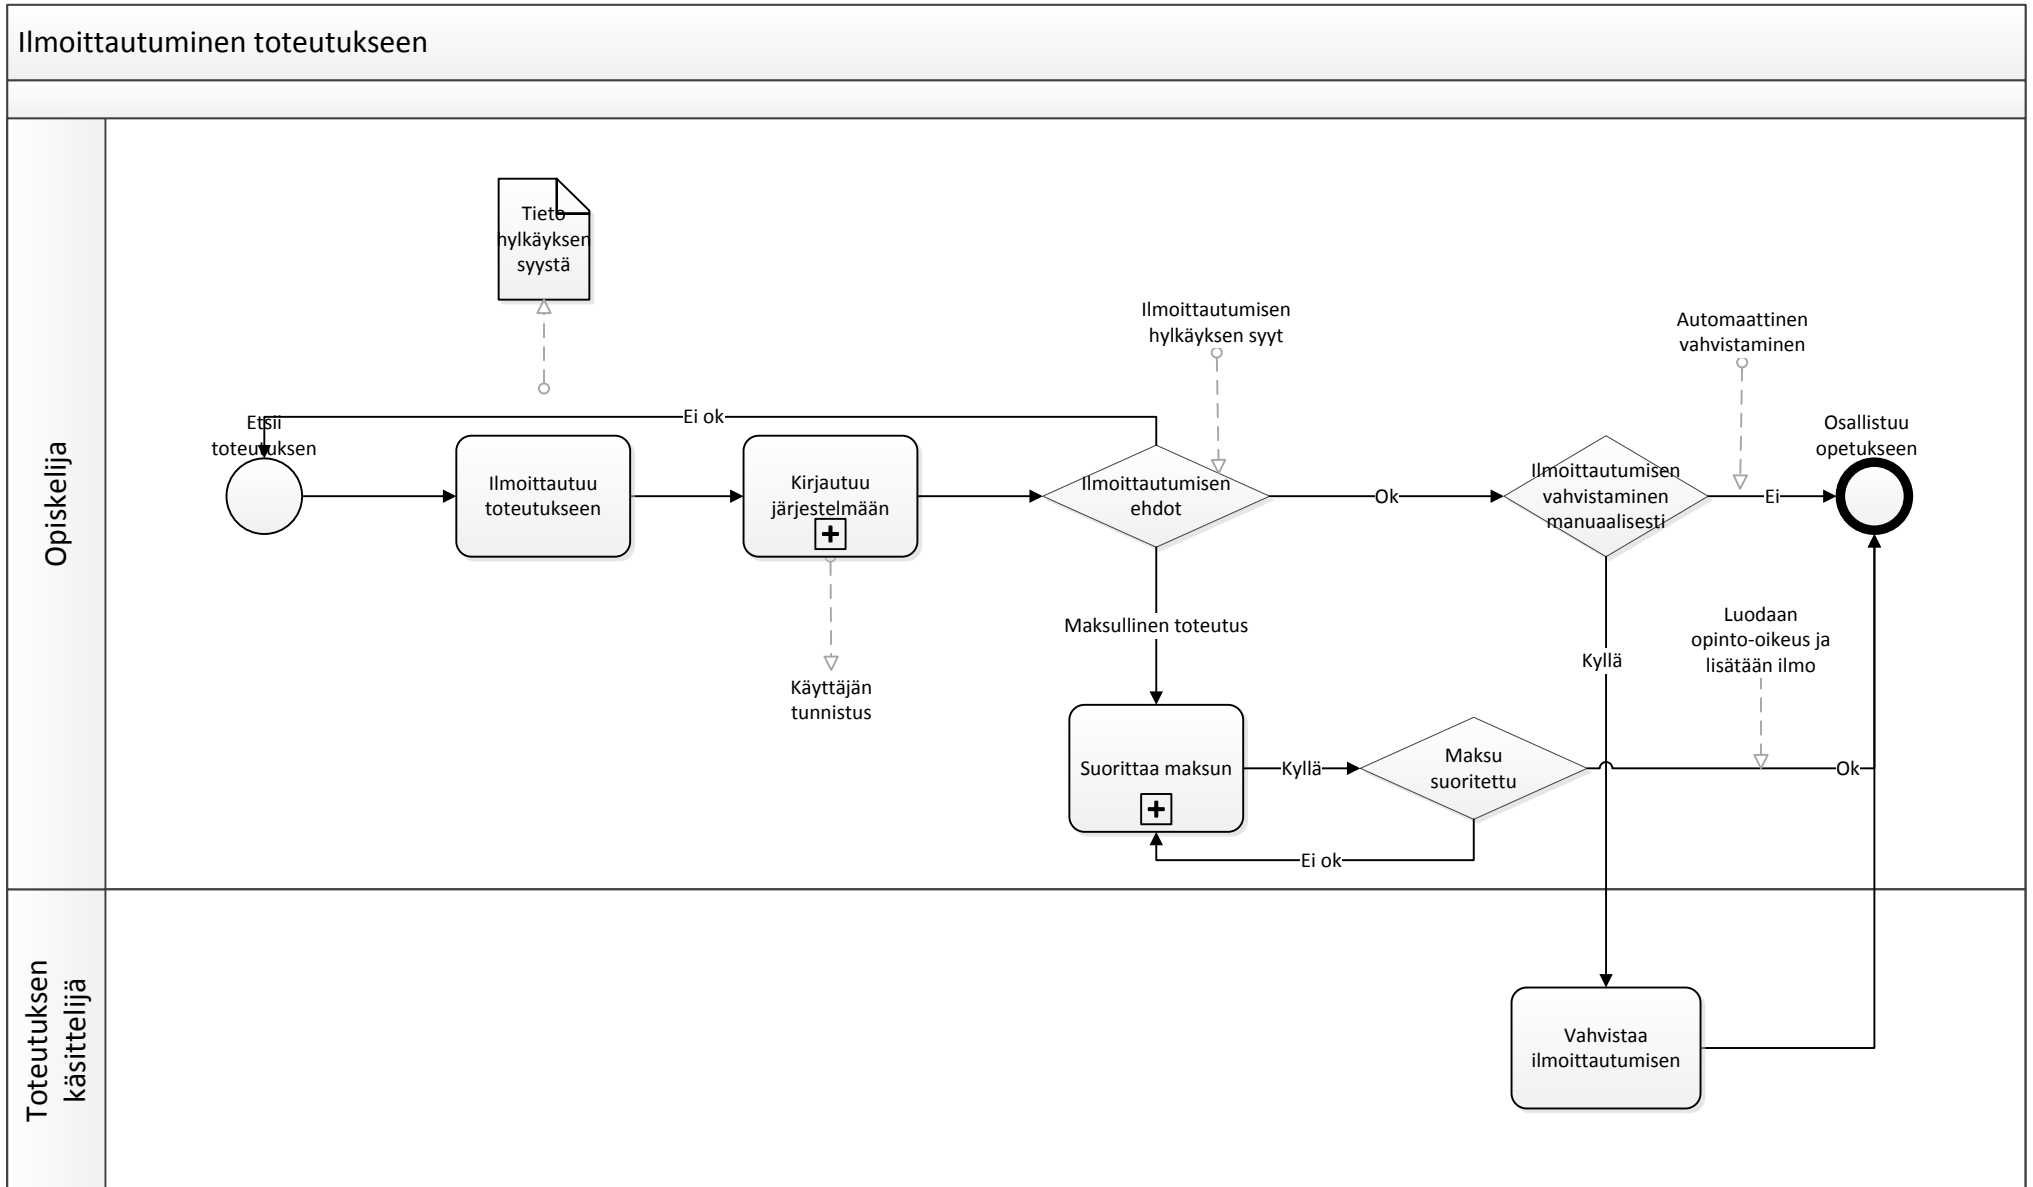 Ilmoittautuminen toteutukseen
Opiskelija
Tieto
hylkäyksen
syystä
Ilmoittautumisen
hylkäyksen syyt
Automaattinen
vahvistaminen
Etsii
toteutuksen
Ei ok
Osallistuu
opetukseen
Ilmoittautuu
toteutukseen
Kirjautuu
järjestelmään
Ilmoittautumisen
ehdot
Ok
Ilmoittautumisen
vahvistaminen
manuaalisesti
Ei
Maksullinen toteutus
Kyllä
Luodaan
opinto-oikeus ja
lisätään ilmo
Käyttäjän
tunnistus
Suorittaa maksun
Kyllä
Maksu
suoritettu
Ok
Ei ok
Toteutuksen
käsittelijä
Vahvistaa
ilmoittautumisen